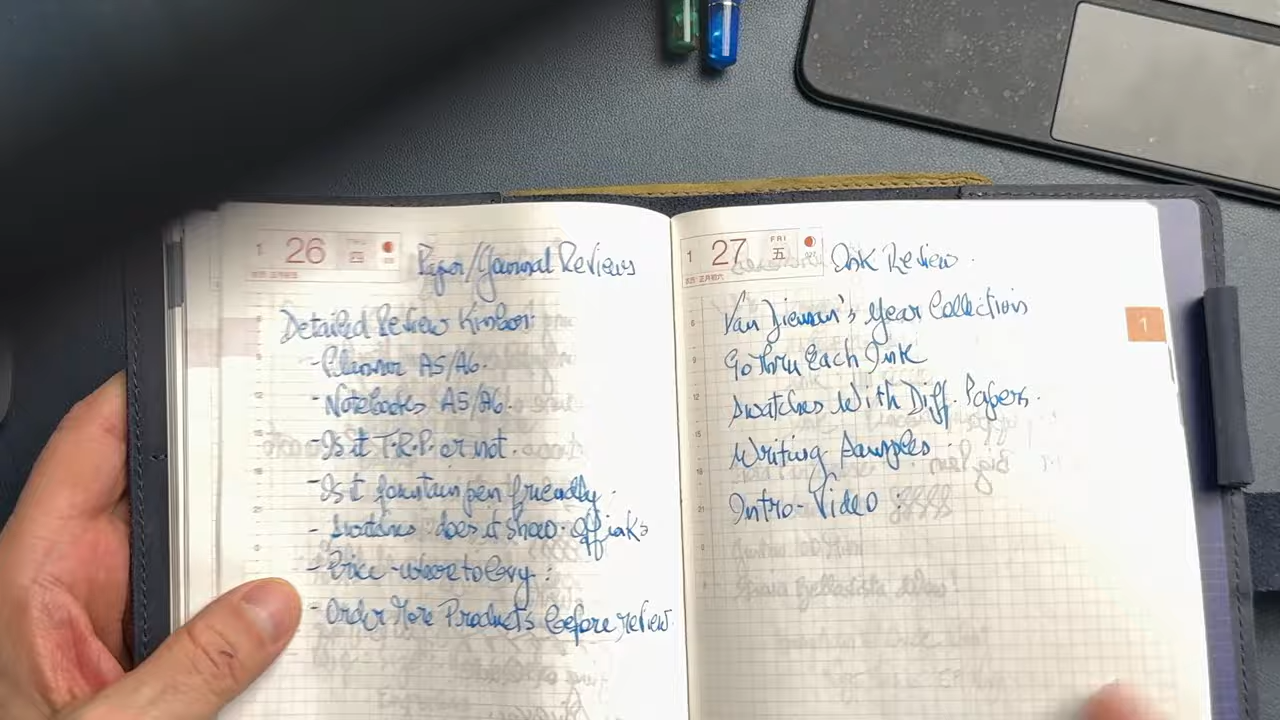 1 26
Paper/Journal Reviews
Detailed Review Kinbor:
- Planner A5/A6.
- Notebooks A5/A6.
- Is it T.R.P. or not.
- Is it fountain pen friendly:
- Swatches does it show off inks
- Price - where to buy:
- Order More Products before review.
1 27 FRI 五
Ink Review.
Van Dieman's Year Collection
Go Thru Each Ink
Swatches With Diff. Papers.
Writing Samples
Intro-Video
1